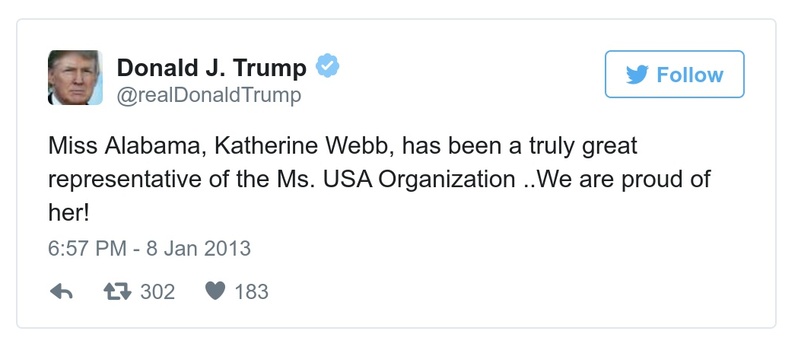 Donald J. Trump
Follow
@realDonaldTrump
Miss Alabama, Katherine Webb, has been a truly great
representative of the Ms. USA Organization ..We are proud of
her!
6:57 PM - 8 Jan 2013
302 183